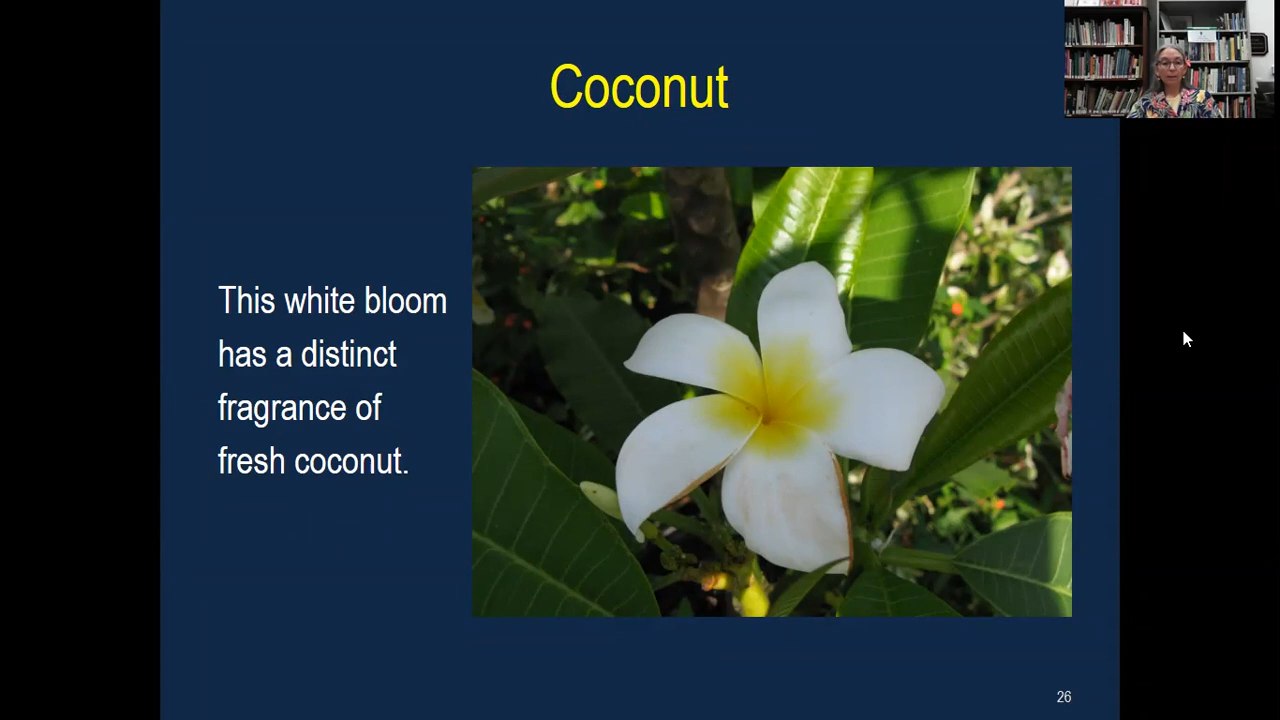 Coconut
This white bloom
has a distinct
fragrance of
fresh coconut.
26